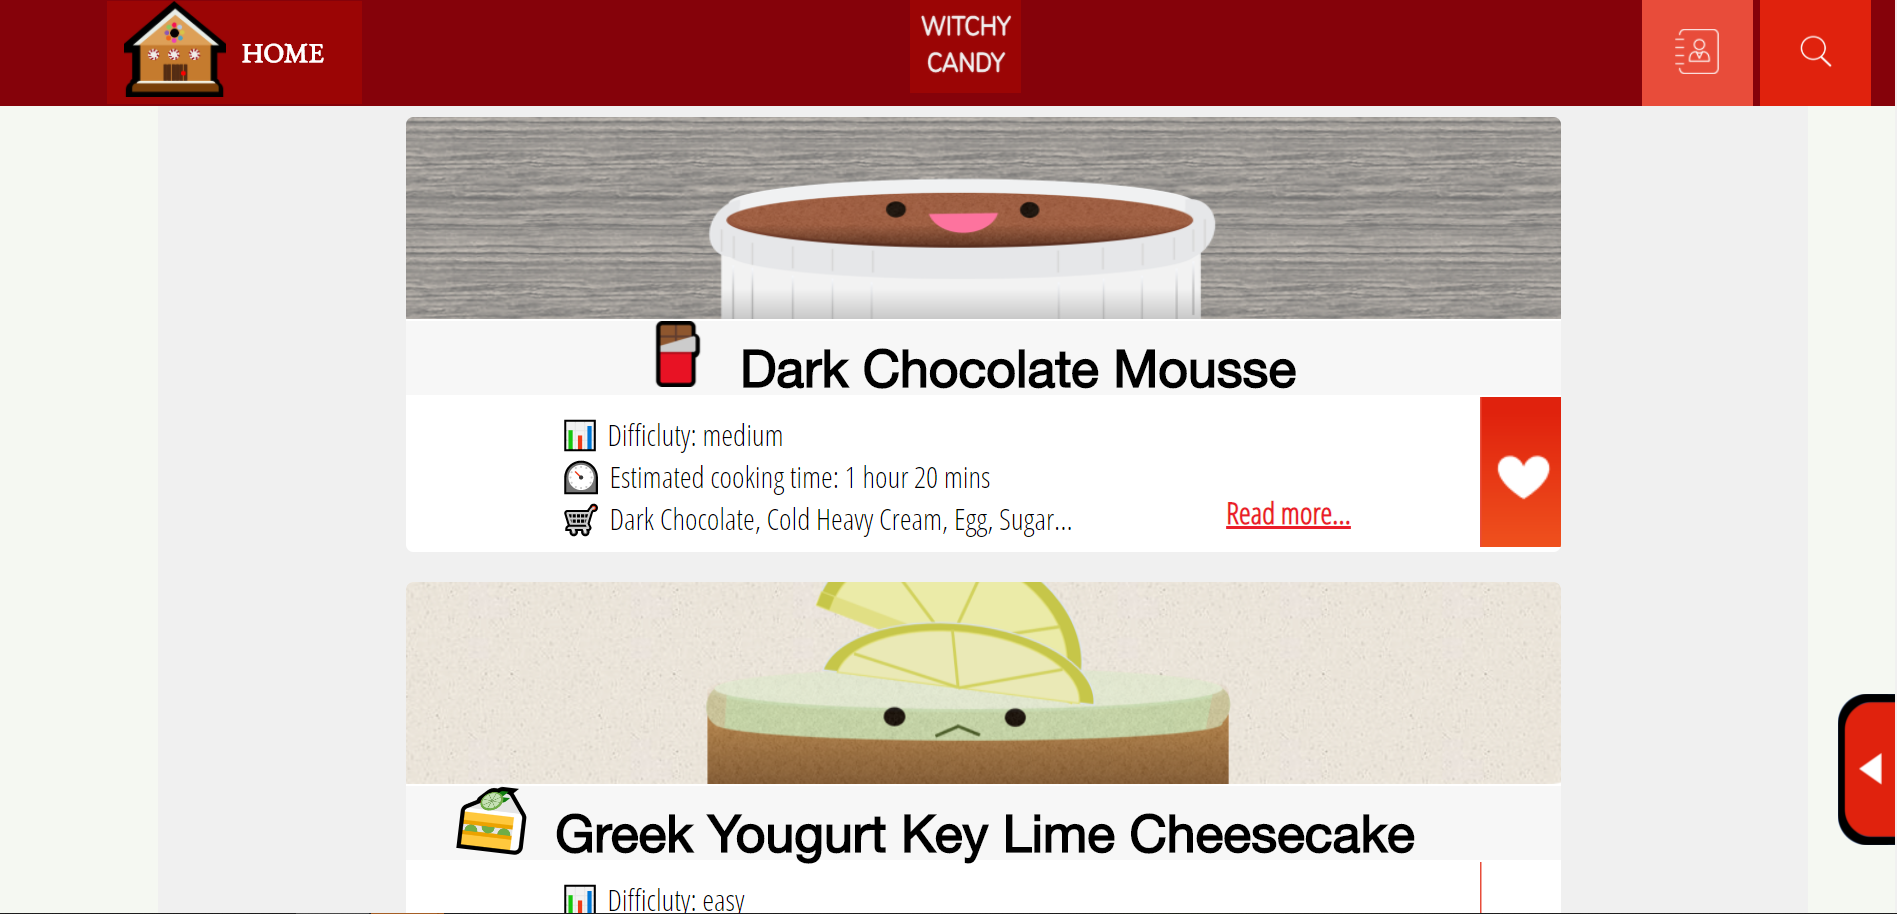 HOME
WITCHY
CANDY
Dark Chocolate Mousse
Difficluty: medium
Estimated cooking time: 1 hour 20 mins
Dark Chocolate, Cold Heavy Cream, Egg, Sugar...
Read more...
Greek Yougurt Key Lime Cheesecake
Difficluty: easy